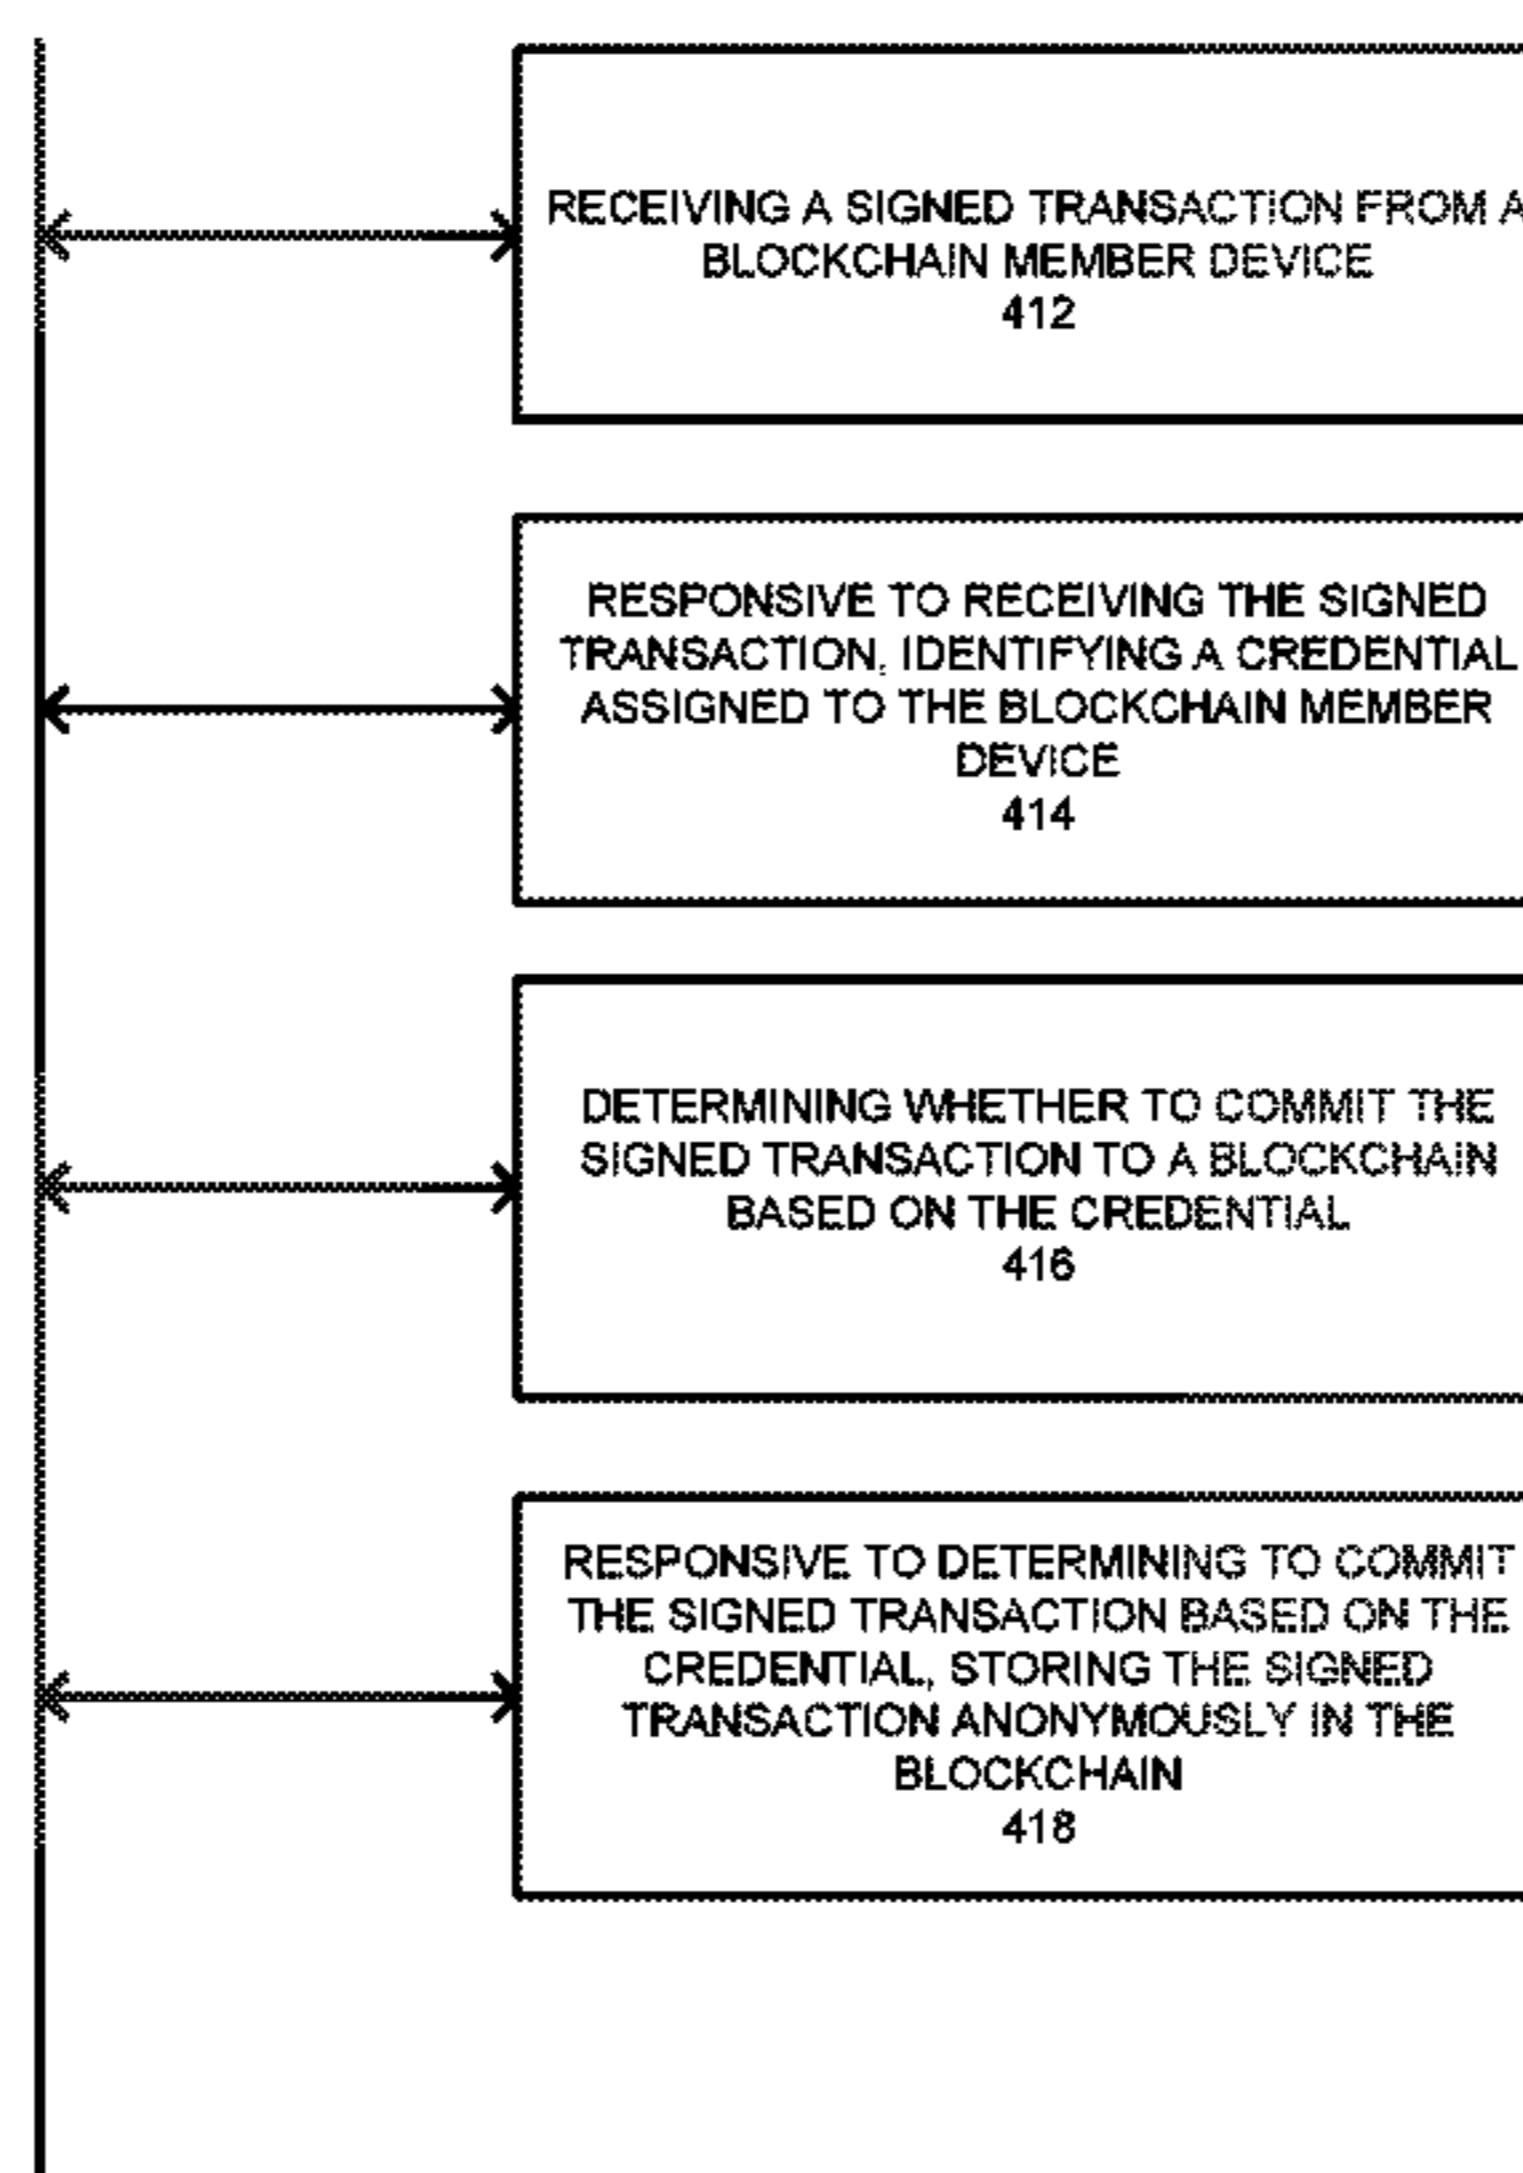 RECEIVING A SIGNED TRANSACTION FROM A
BLOCKCHAIN MEMBER DEVICE
412
RESPONSIVE TO RECEIVING THE SIGNED
TRANSACTION, IDENTIFYING A CREDENTIAL
ASSIGNED TO THE BLOCKCHAIN MEMBER
DEVICE
414
DETERMINING WHETHER TO COMMIT THE
SIGNED TRANSACTION TO A BLOCKCHAIN
BASED ON THE CREDENTIAL
416
RESPONSIVE TO DETERMINING TO COMMIT
THE SIGNED TRANSACTION BASED ON THE
CREDENTIAL, STORING THE SIGNED
TRANSACTION ANONYMOUSLY IN THE
BLOCKCHAIN
418